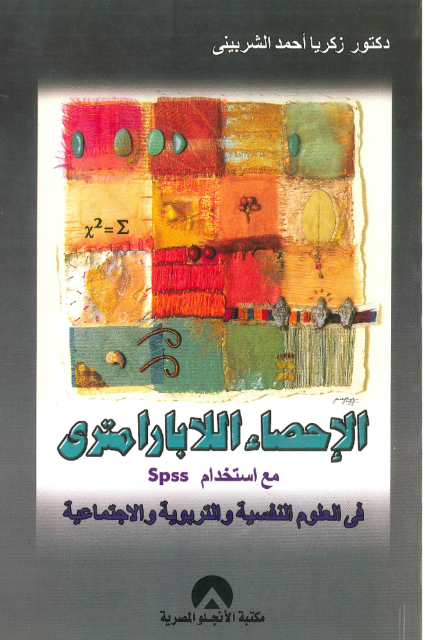 دكتور زكريا أحمد الشربينى
χ²=Σ
الإحصاء اللابارامترى
مع استخدام Spss
فى العلوم النفسية والتربوية والاجتماعية
مكتبة الأنجلو المصرية